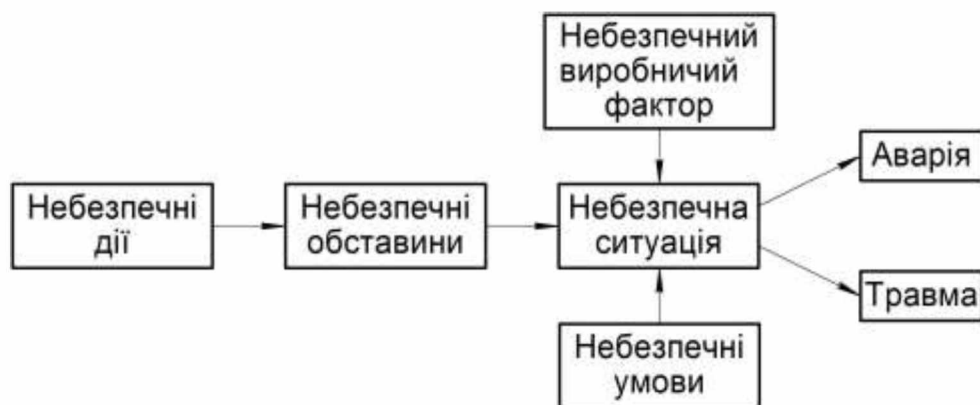 Небезпечний
виробничий
фактор
Аварія
Небезпечні
дії
Небезпечні
обставини
Небезпечна
ситуація
Травма
Небезпечні
умови